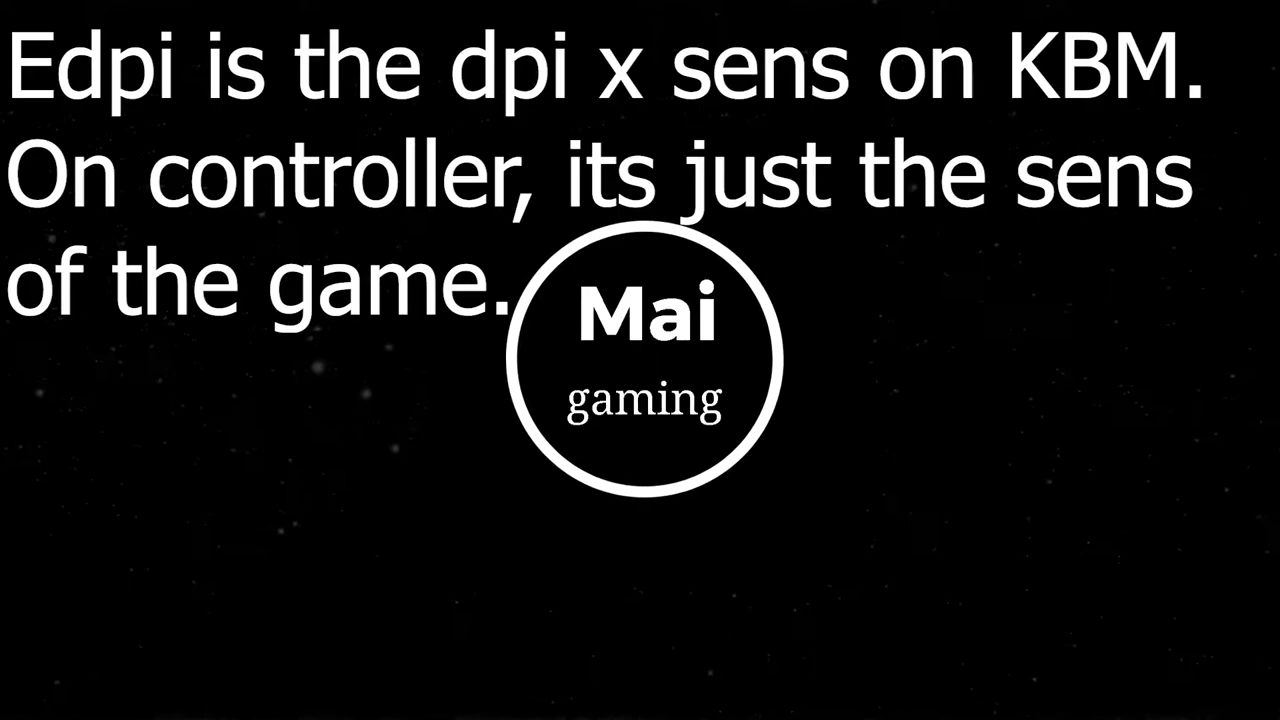 Edpi is the dpi x sens on KBM.
On controller, its just the sens
of the game.
Mai
gaming